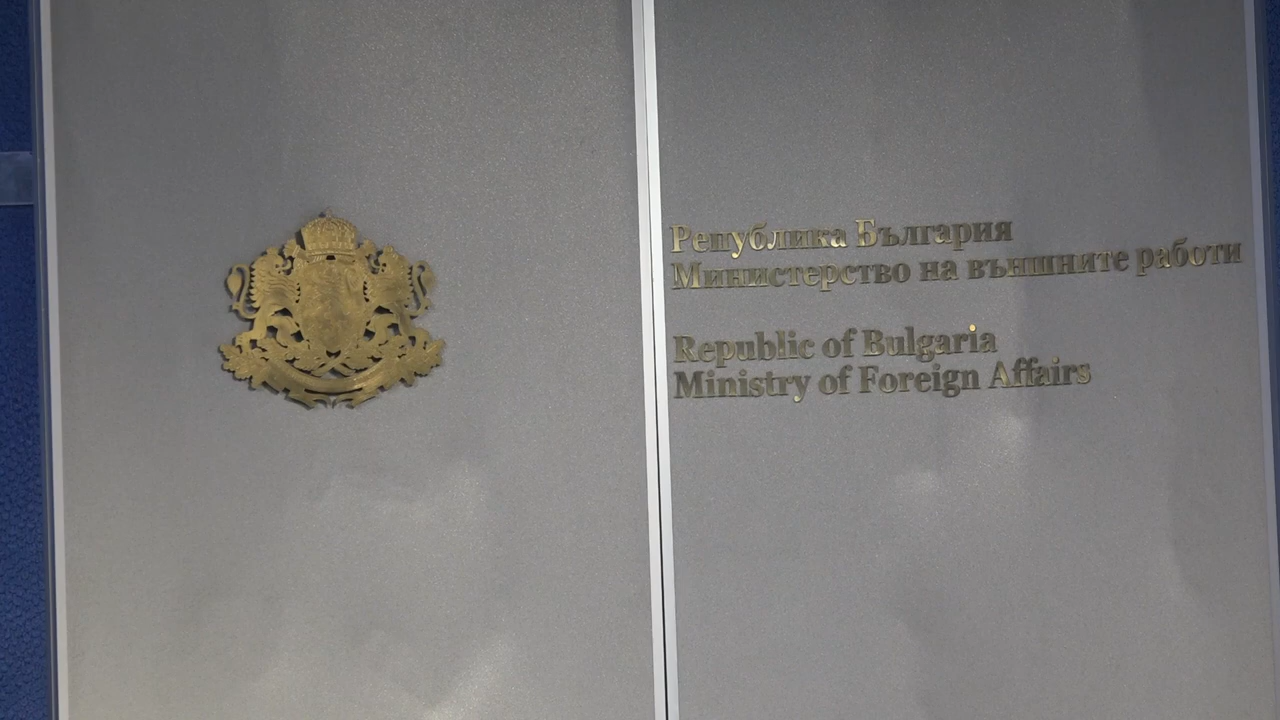 Република България
Министерство на външните работи
Republic of Bulgaria
Ministry of Foreign Affairs